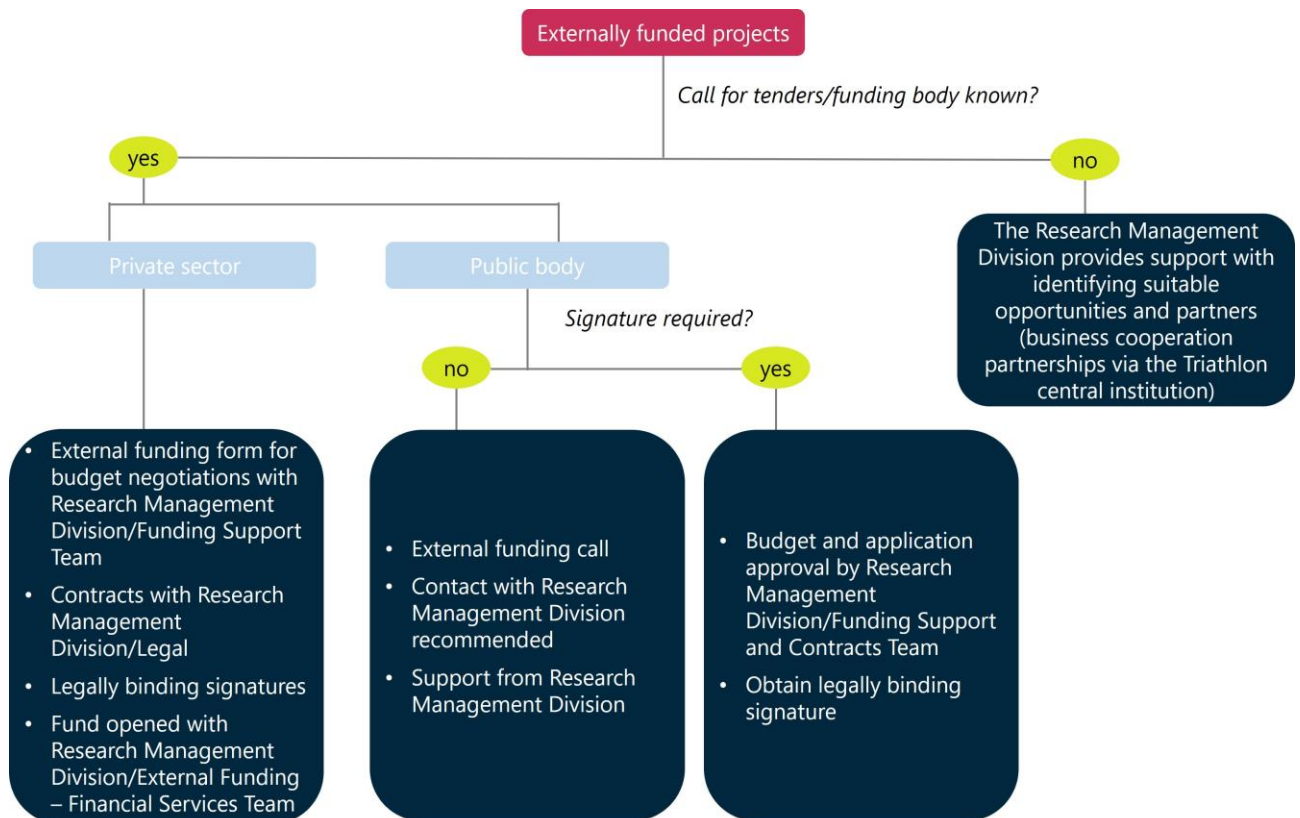 Externally funded projects
Call for tenders/funding body known?
yes
no
Private sector
Public body
The Research Management
Division provides support with
identifying suitable
opportunities and partners
(business cooperation
partnerships via the Triathlon
central institution)
Signature required?
no
yes
• External funding form for
budget negotiations with
Research Management
Division/Funding Support
Team
• Contracts with Research
Management
Division/Legal
• Legally binding signatures
• Fund opened with
Research Management
Division/External Funding
– Financial Services Team
• External funding call
• Contact with Research
Management Division
recommended
• Support from Research
Management Division
• Budget and application
approval by Research
Management
Division/Funding Support
and Contracts Team
• Obtain legally binding
signature